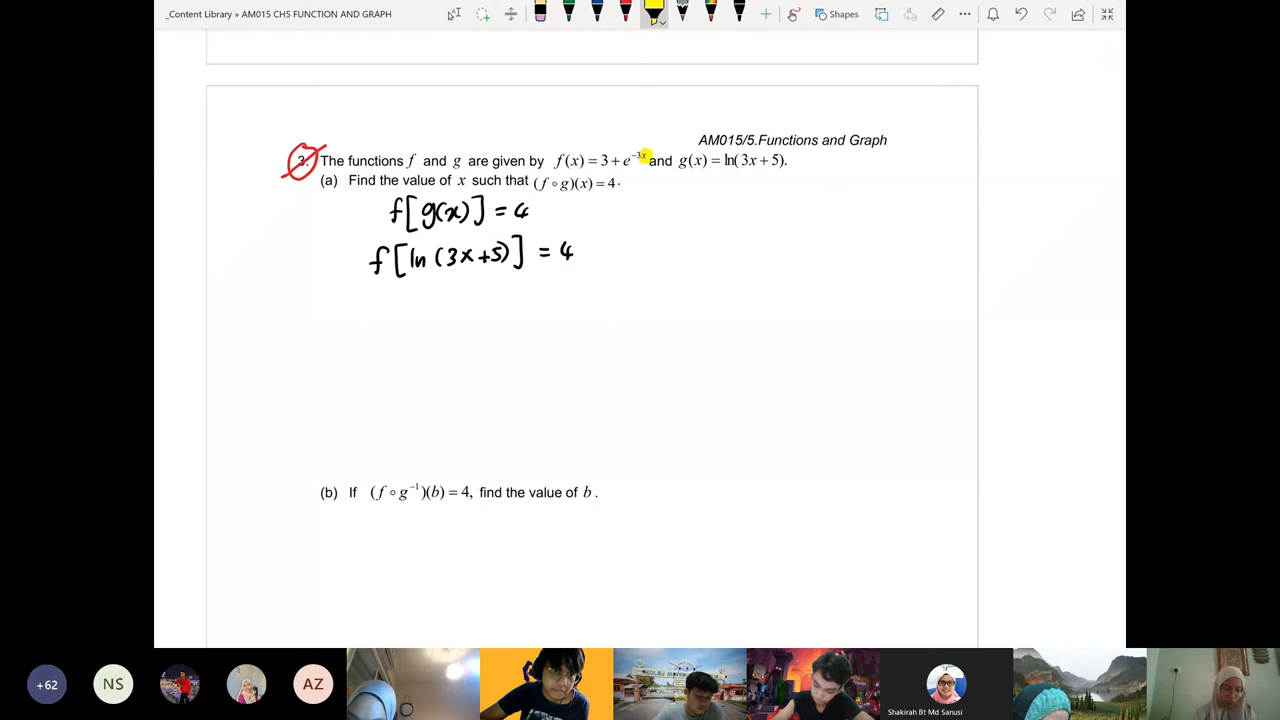 _Content Library » AM015 CH5 FUNCTION AND GRAPH
Shapes
AM015/5.Functions and Graph
3. The functions f and g are given by f(x) = 3 + e^{-3x} and g(x) = ln(3x + 5).
(a) Find the value of x such that (f ∘ g)(x) = 4.
f[g(x)] = 4
f[ln(3x+5)] = 4
(b) If (f ∘ g^{-1})(b) = 4, find the value of b.
+62
NS
AZ
Shakirah Bt Md Sanusi